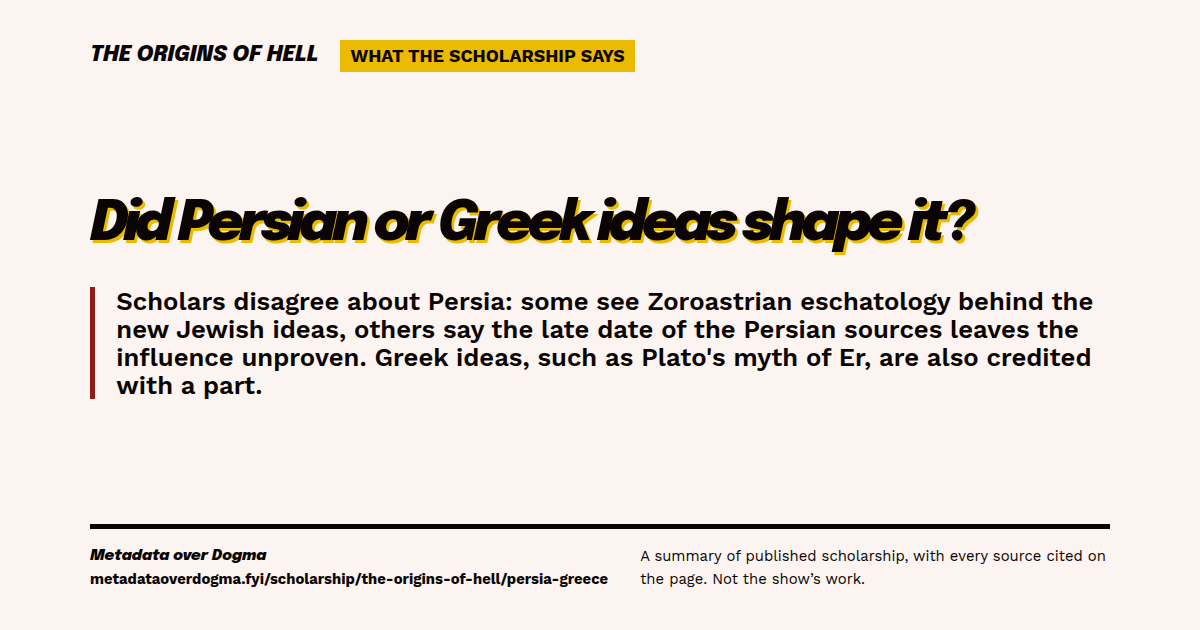 THE ORIGINS OF HELL
WHAT THE SCHOLARSHIP SAYS
Did Persian or Greek ideas shape it?
Scholars disagree about Persia: some see Zoroastrian eschatology behind the
new Jewish ideas, others say the late date of the Persian sources leaves the
influence unproven. Greek ideas, such as Plato's myth of Er, are also credited
with a part.
Metadata over Dogma
metadataoverdogma.fyi/scholarship/the-origins-of-hell/persia-greece
A summary of published scholarship, with every source cited on
the page. Not the show’s work.